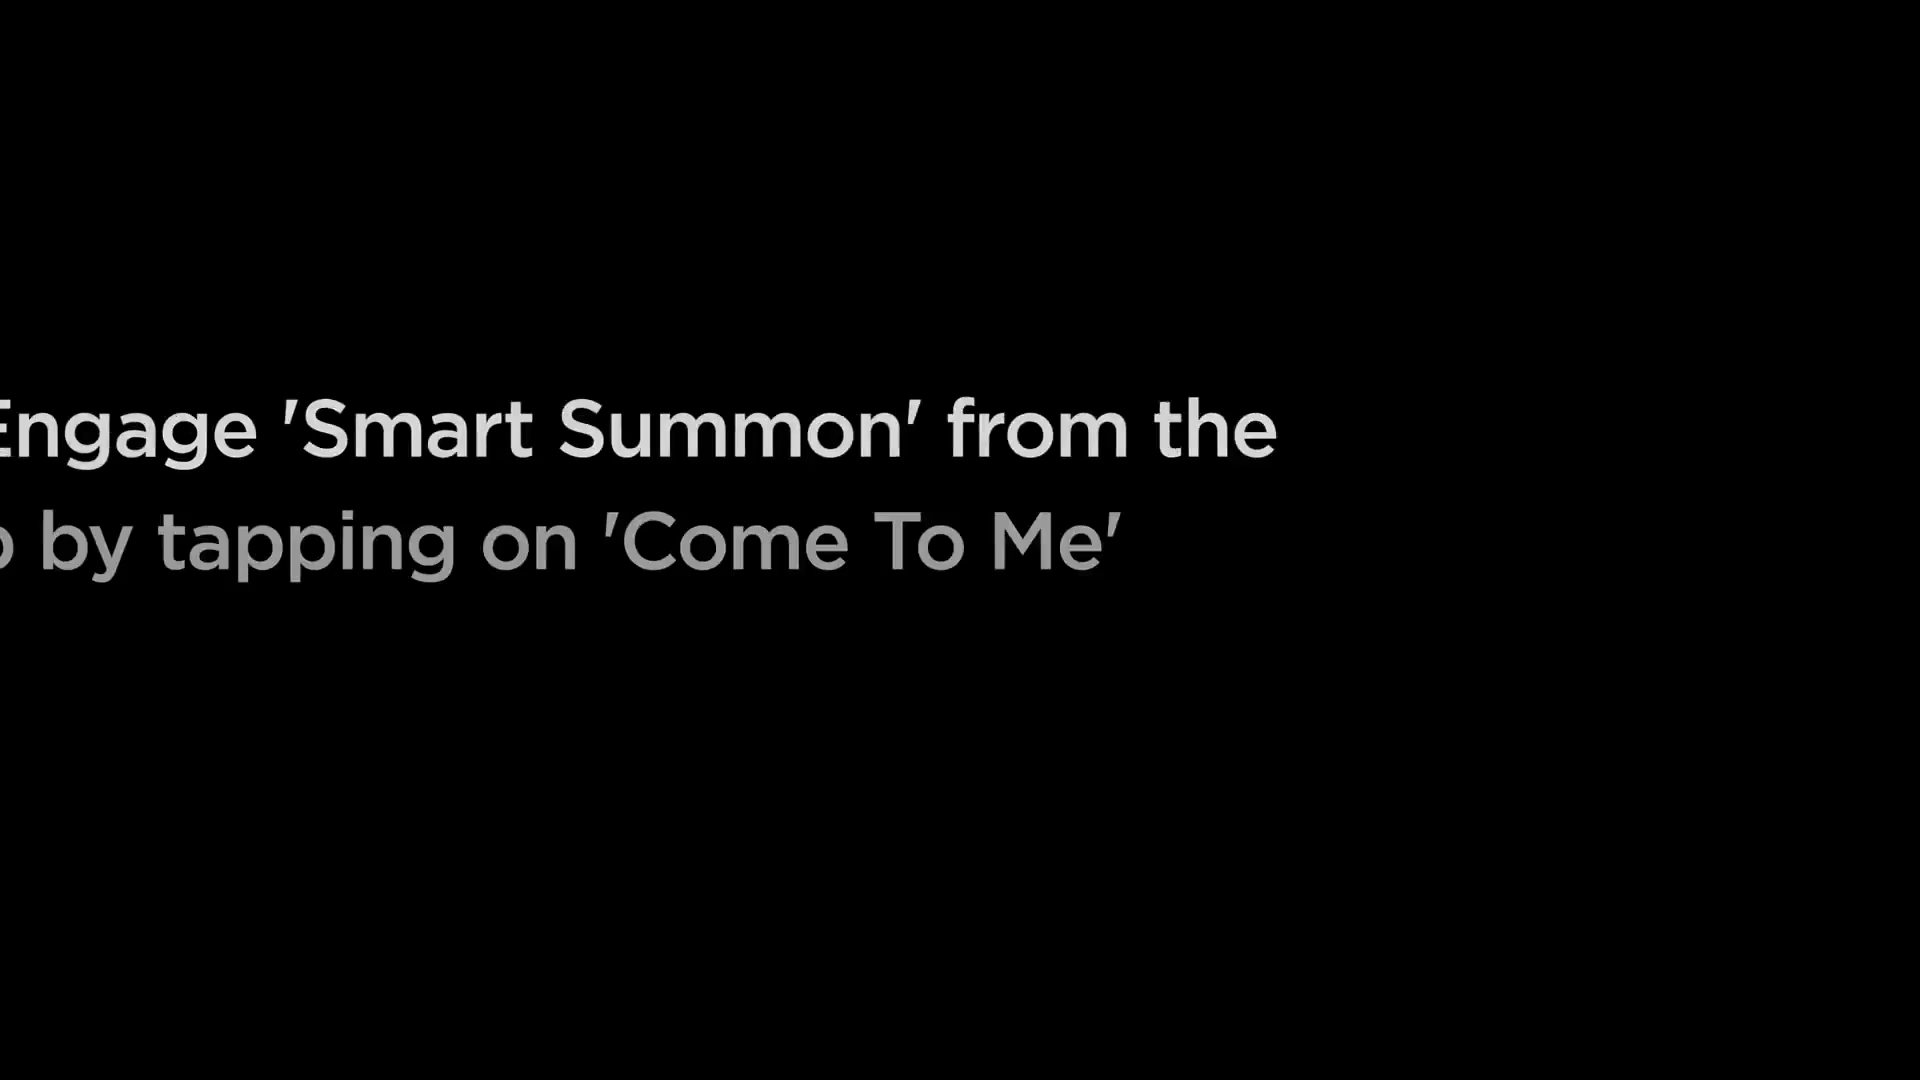 Engage 'Smart Summon' from the
by tapping on 'Come To Me'